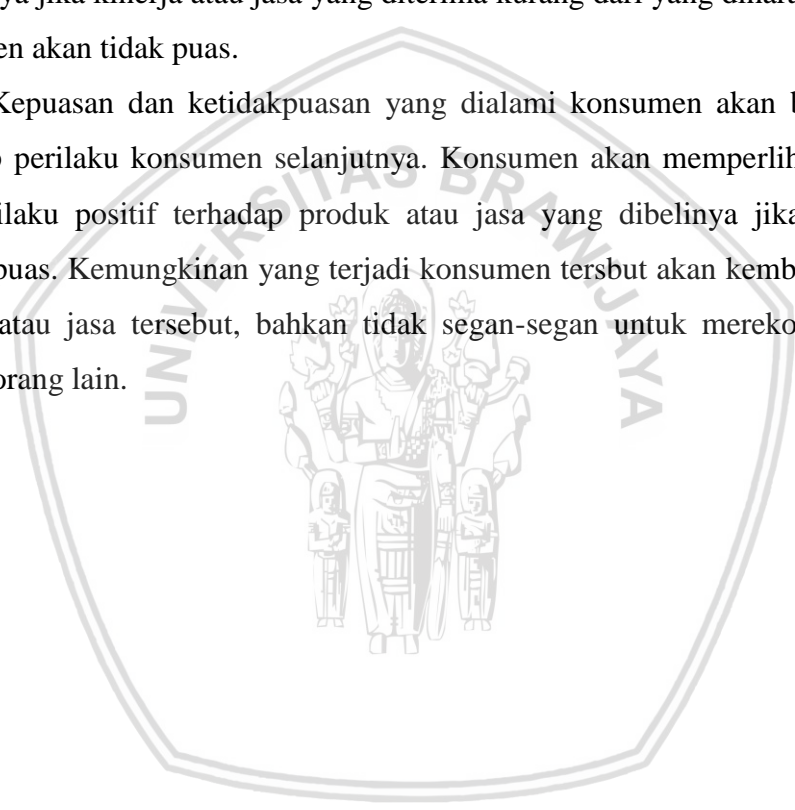 ya jika kinerja atau jasa yang diterima kurang dari yang
en akan tidak puas.
Kepuasan dan ketidakpuasan yang dialami konsumen akan b
perilaku konsumen selanjutnya. Konsumen akan memperlih
ilaku positif terhadap produk atau jasa yang dibelinya jika
puas. Kemungkinan yang terjadi konsumen tersbut akan kemb
atau jasa tersebut, bahkan tidak segan-segan untuk mereko
orang lain.
UNIVERSITAS BRAWIJAYA